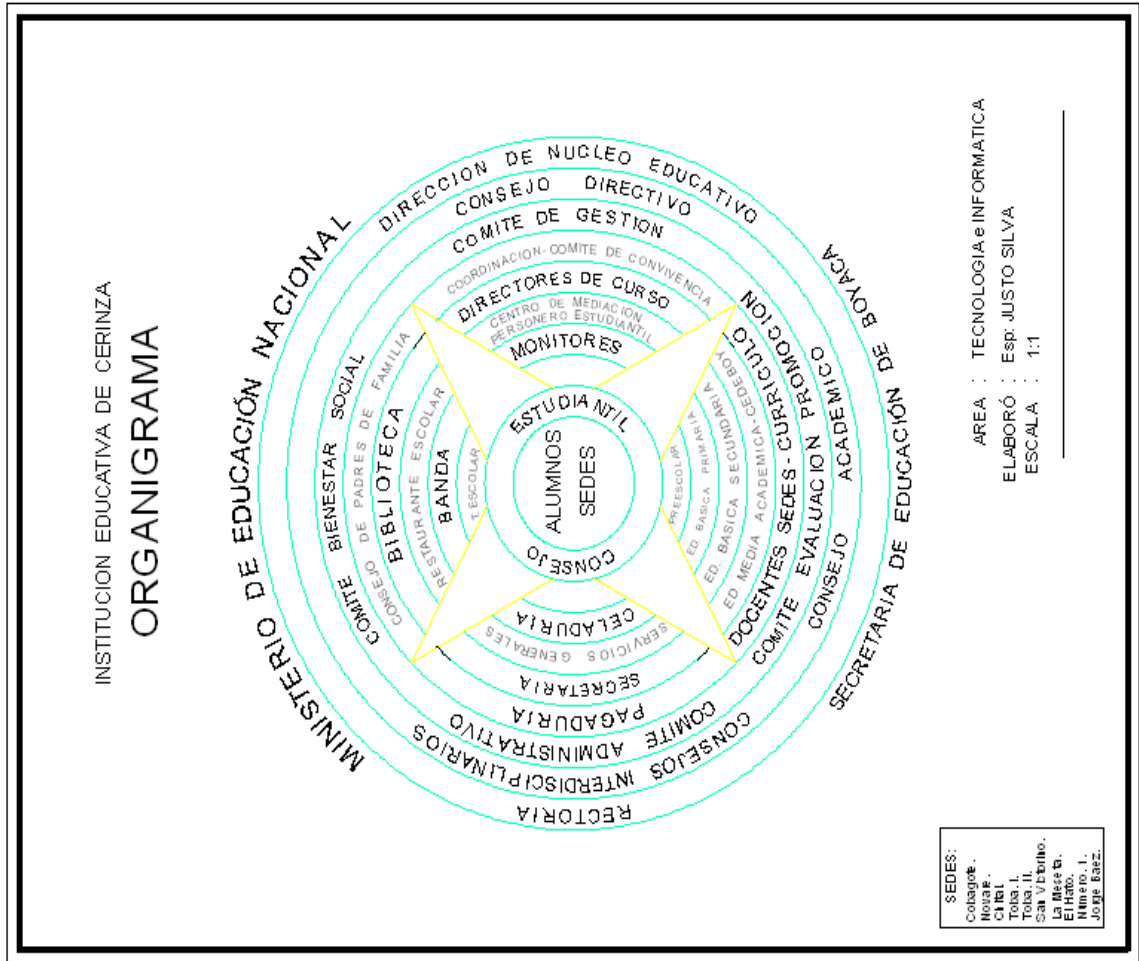 INSTITUCION EDUCATIVA DE CERINZA
ORGANIGRAMA
MINISTERIO DE EDUCACIÓN NACIONAL
SECRETARIA DE EDUCACIÓN DE BOYACA
DIRECCION DE NUCLEO EDUCATIVO
CONSEJO DIRECTIVO
COMITE DE GESTION
COORDINACION-COMITE DE CONVIVENCIA
DIRECTORES DE CURSO
CENTRO DE MEDIACION
PERSONERO ESTUDIANTIL
MONITORES
COMITE BIENESTAR SOCIAL
CONSEJO DE PADRES DE FAMILIA
BIBLIOTECA
RESTAURANTE ESCOLAR
BANDA
T.ESCOLAR
CONSEJO ESTUDIANTIL
ALUMNOS
SEDES
PREESCOLAR
ED. BASICA PRIMARIA
ED. BASICA SECUNDARIA
ED.MEDIA ACADEMICA-CEDEBOY
DOCENTES SEDES-CURRICULO
COMITE EVALUACION PROMOCION
CONSEJO ACADEMICO
CELADURIA
SERVICIOS GENERALES
SECRETARIA
PAGADURIA
COMITE ADMINISTRATIVO
CONSEJOS INTERDISCIPLINARIOS
RECTORIA
AREA : TECNOLOGIA e INFORMATICA
ELABORÓ : Esp: JUSTO SILVA
ESCALA : 1:1
SEDES:
Cobagote.
Novare.
Chital.
Toba. I.
Toba. II.
San Victorino.
La Meseta.
El Hato.
Número. 1.
Jorge Baez.